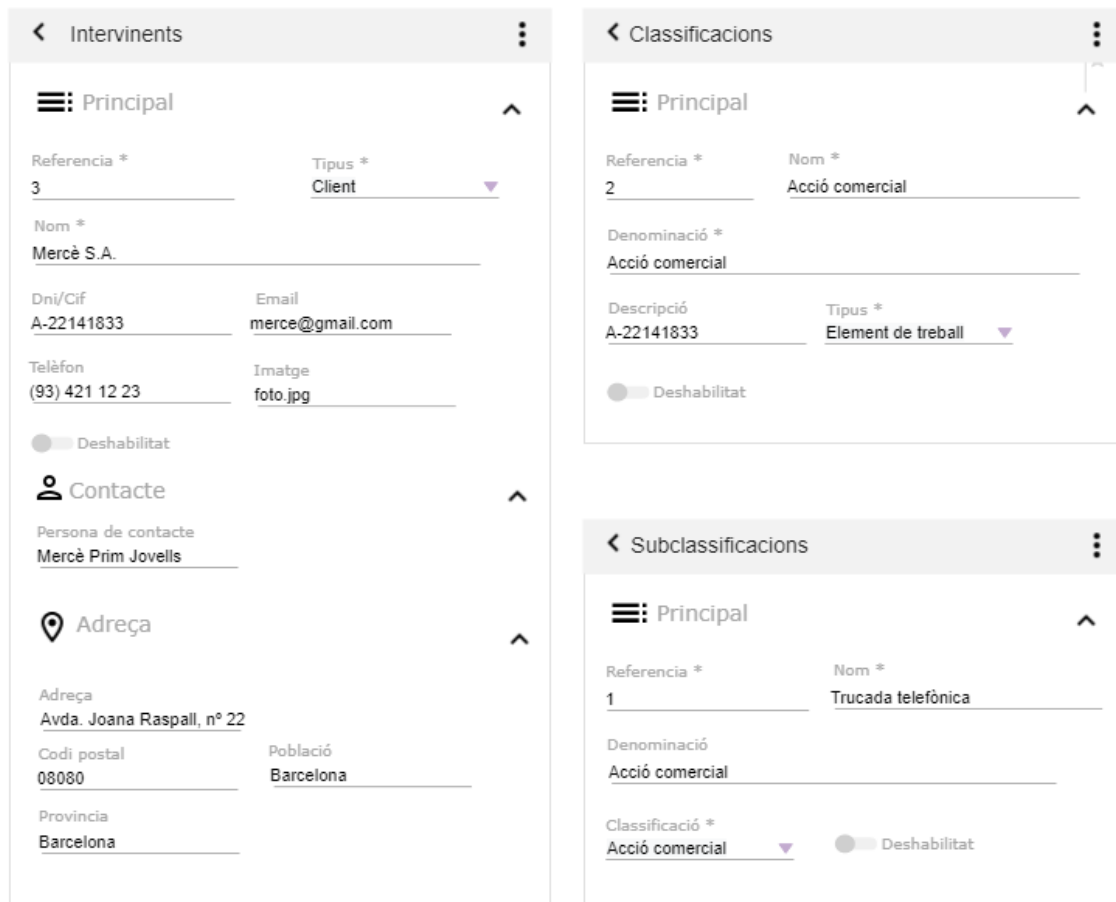 Intervinents
Principal
Referencia *
Tipus *
3
Client
Nom *
Mercè S.A.
Dni/Cif
Email
A-22141833
merce@gmail.com
Telèfon
Imatge
(93) 421 12 23
foto.jpg
Deshabilitat
Contacte
Persona de contacte
Mercè Prim Jovells
Adreça
Adreça
Avda. Joana Raspall, nº 22
Codi postal
Població
08080
Barcelona
Provincia
Barcelona
Classificacions
Principal
Referencia *
Nom *
2
Acció comercial
Denominació *
Acció comercial
Descripció
Tipus *
A-22141833
Element de treball
Deshabilitat
Subclassificacions
Principal
Referencia *
Nom *
1
Trucada telefònica
Denominació
Acció comercial
Classificació *
Acció comercial
Deshabilitat